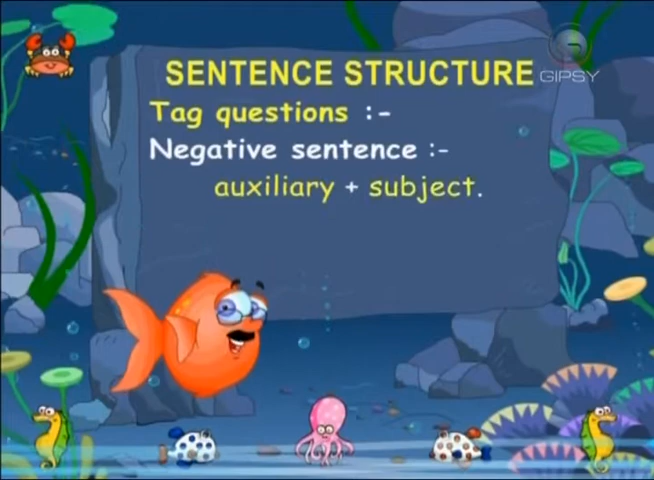 SENTENCE STRUCTURE
GIPSY
Tag questions :-
Negative sentence :-
auxiliary + subject.